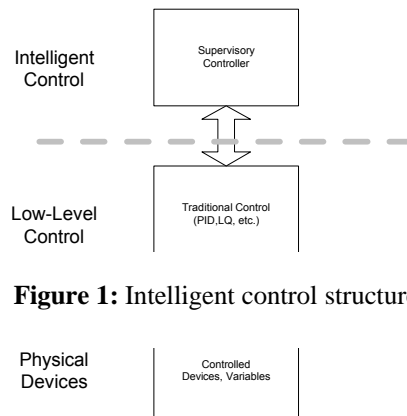 Intelligent
Control
Supervisory
Controller
Low-Level
Control
Traditional Control
(PID,LQ, etc.)
Figure 1: Intelligent control structure
Physical
Devices
Controlled
Devices, Variables